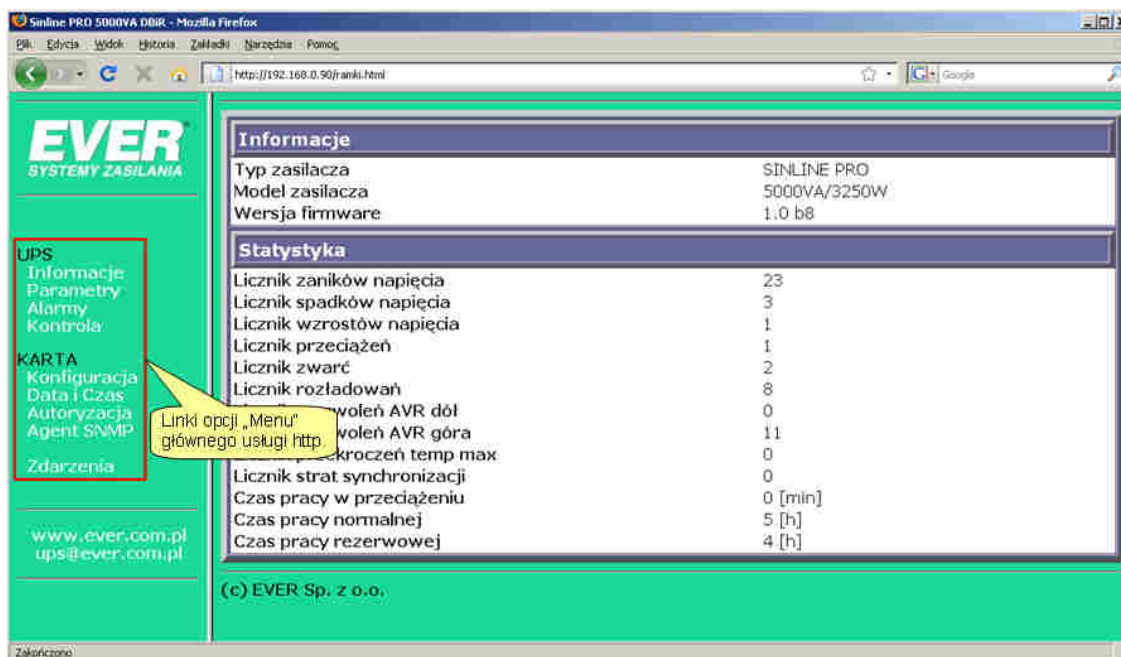 Sinline PRO 5000VA DBiR - Mozilla Firefox
Plik Edycja Widok Historia Zakładki Narzędzia Pomoc
http://192.168.0.90/ramki.html
Google
EVER
SYSTEMY ZASILANIA
UPS
Informacje
Parametry
Alarmy
Kontrola
KARTA
Konfiguracja
Data i Czas
Autoryzacja
Agent SNMP
Zdarzenia
www.ever.com.pl
ups@ever.com.pl
Linki opcji „Menu”
głównego usługi http.
Informacje
Typ zasilacza SINLINE PRO
Model zasilacza 5000VA/3250W
Wersja firmware 1.0 b8
Statystyka
Licznik zaników napięcia 23
Licznik spadków napięcia 3
Licznik wzrostów napięcia 1
Licznik przeciążeń 1
Licznik zwarć 2
Licznik rozładowań 8
AVR dół 0
AVR góra 11
temp max 0
Licznik strat synchronizacji 0
Czas pracy w przeciążeniu 0 [min]
Czas pracy normalnej 5 [h]
Czas pracy rezerwowej 4 [h]
(c) EVER Sp. z o.o.
Zakończono